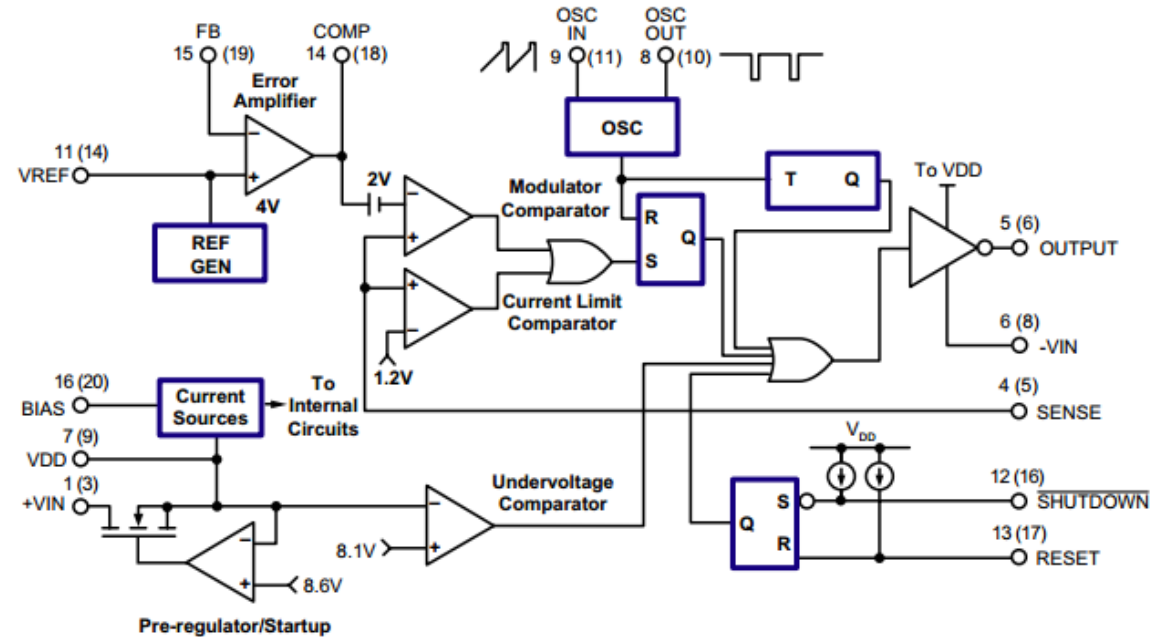 FB
15 (19)
COMP
14 (18)
OSC
IN
9 (11)
OSC
OUT
8 (10)
Error
Amplifier
−
+
4V
11 (14)
VREF
REF
GEN
OSC
2V
−
+
Modulator
Comparator
T Q
To VDD
R
S
Q
5 (6)
OUTPUT
+
−
Current Limit
Comparator
1.2V
6 (8)
-VIN
16 (20)
BIAS
Current
Sources
To
Internal
Circuits
4 (5)
SENSE
7 (9)
VDD
1 (3)
+VIN
VDD
Undervoltage
Comparator
−
+
8.1V
12 (16)
SHUTDOWN
S
Q
R
13 (17)
RESET
−
+
8.6V
Pre-regulator/Startup